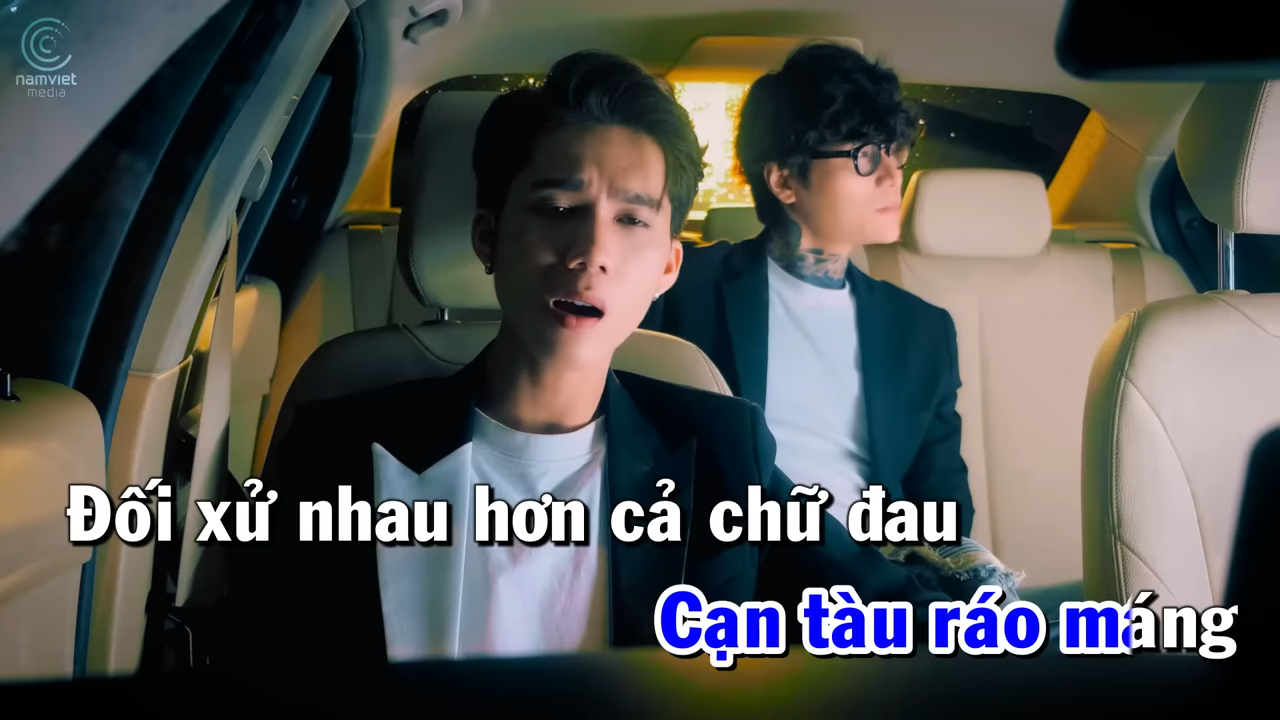 namviet
media
Đối xử nhau hơn cả chữ đau
Cạn tàu ráo máng